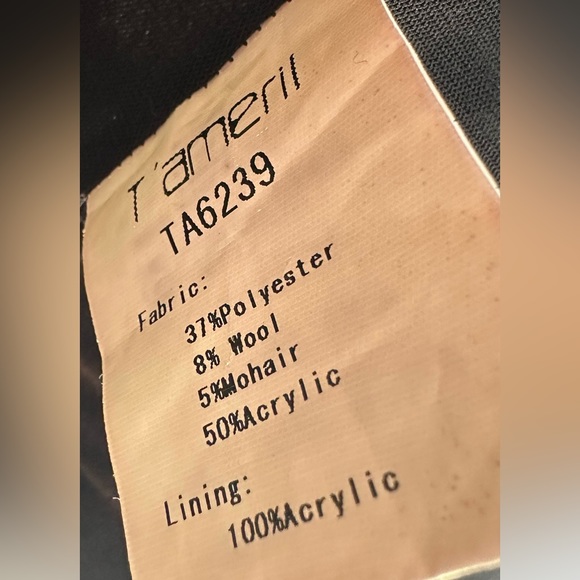 T'ameril
TA6239
Fabric:
37%Polyester
8% Wool
5%Mohair
50%Acrylic
Lining:
100%Acrylic